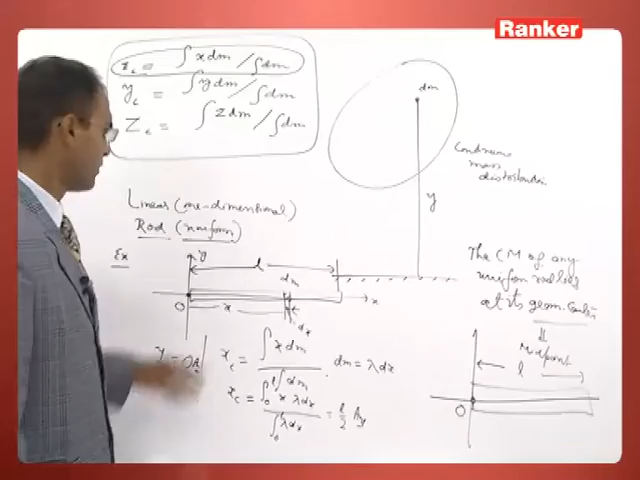 Ranker
x_c = ∫ x dm / ∫ dm
y_c = ∫ y dm / ∫ dm
Z_c = ∫ Z dm / ∫ dm
dm
Continuous
mass
distribution
y
Linear (one-dimentional)
Rod (uniform)
Ex
y
l
dm
O
x
x
dx
The CM of any
uniform rod lies
at its geom. Centre
⇓
Midpoint
l
O
x_c = ∫ x dm / ∫ dm
dm = λdx
x_c = ∫₀ˡ x λdx / ∫₀ˡ λdx = l/2